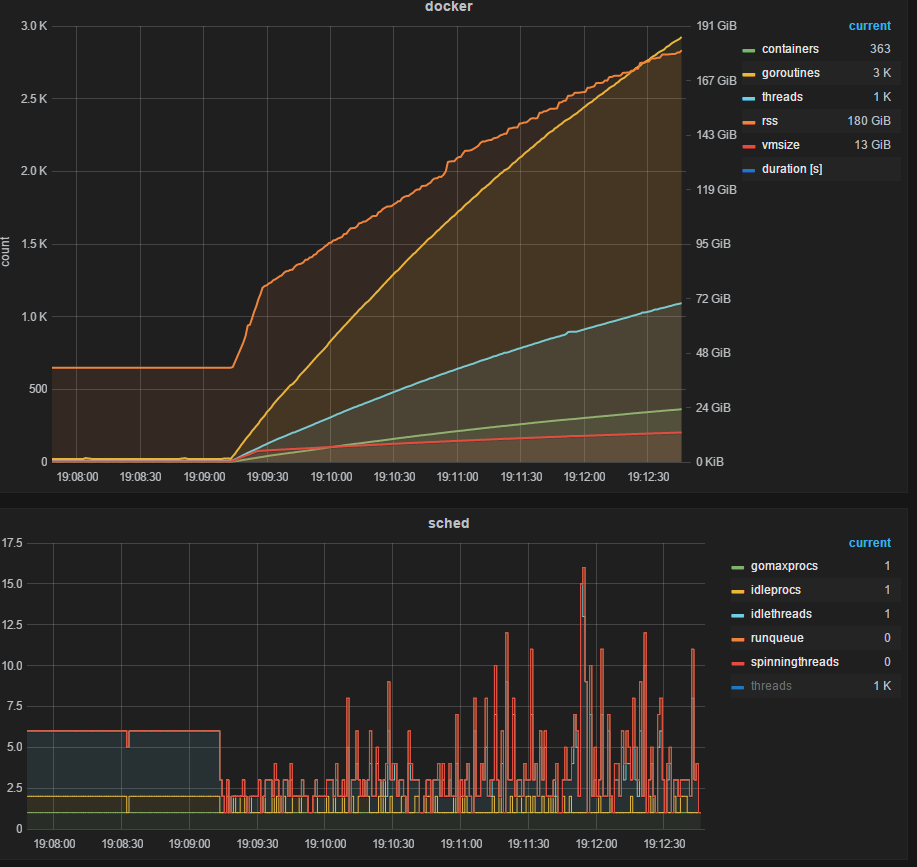 docker
3.0 K
2.5 K
2.0 K
1.5 K
1.0 K
500
0
count
191 GiB
167 GiB
143 GiB
119 GiB
95 GiB
72 GiB
48 GiB
24 GiB
0 KiB
19:08:00 19:08:30 19:09:00 19:09:30 19:10:00 19:10:30 19:11:00 19:11:30 19:12:00 19:12:30
current
containers 363
goroutines 3 K
threads 1 K
rss 180 GiB
vmsize 13 GiB
duration [s]
sched
17.5
15.0
12.5
10.0
7.5
5.0
2.5
0
19:08:00 19:08:30 19:09:00 19:09:30 19:10:00 19:10:30 19:11:00 19:11:30 19:12:00 19:12:30
current
gomaxprocs 1
idleprocs 1
idlethreads 1
runqueue 0
spinningthreads 0
threads 1 K